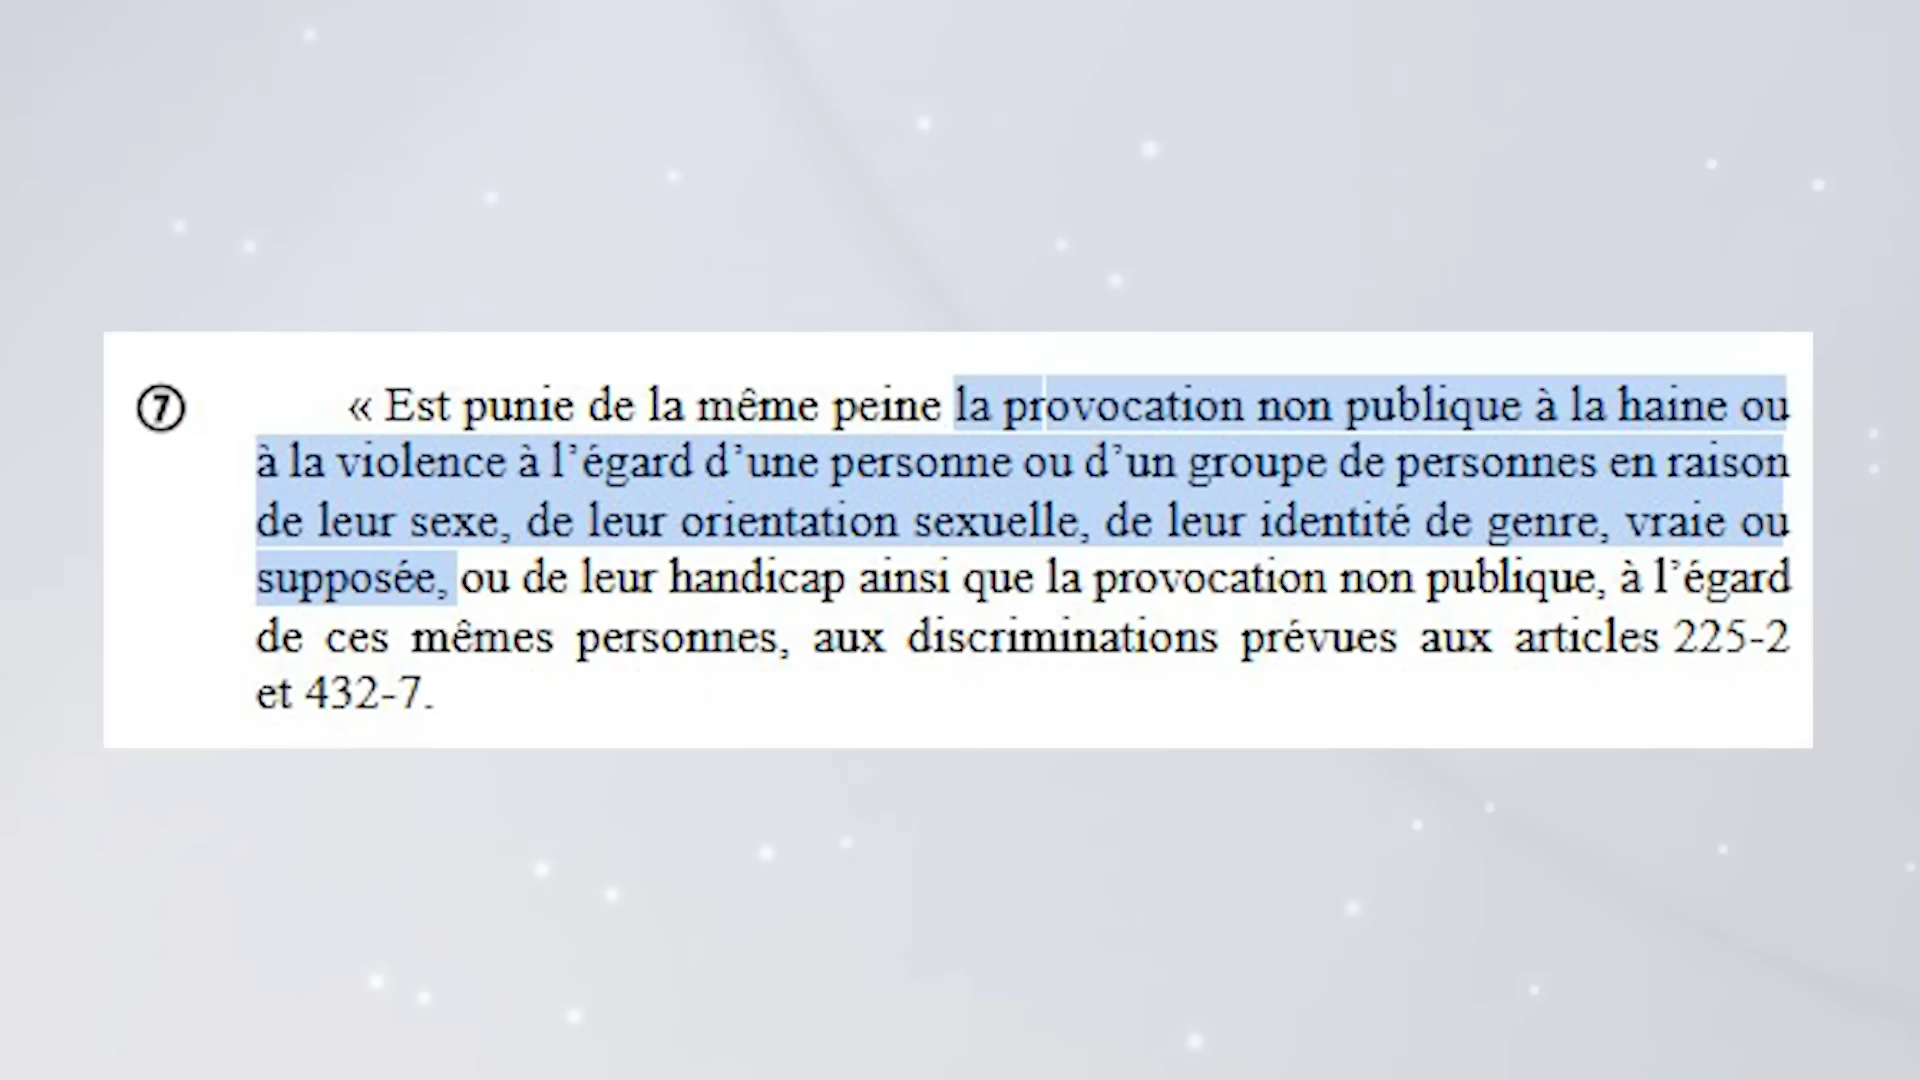 ⑦ « Est punie de la même peine la provocation non publique à la haine ou
à la violence à l’égard d’une personne ou d’un groupe de personnes en raison
de leur sexe, de leur orientation sexuelle, de leur identité de genre, vraie ou
supposée, ou de leur handicap ainsi que la provocation non publique, à l’égard
de ces mêmes personnes, aux discriminations prévues aux articles 225-2
et 432-7.